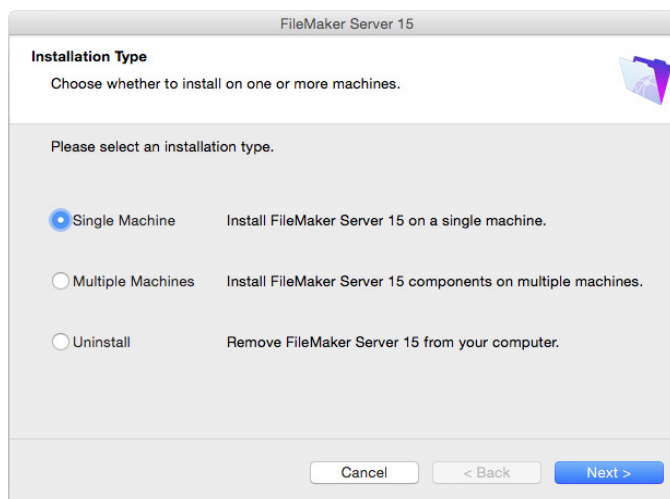 FileMaker Server 15
Installation Type
Choose whether to install on one or more machines.
Please select an installation type.
Single Machine Install FileMaker Server 15 on a single machine.
Multiple Machines Install FileMaker Server 15 components on multiple machines.
Uninstall Remove FileMaker Server 15 from your computer.
Cancel < Back Next >